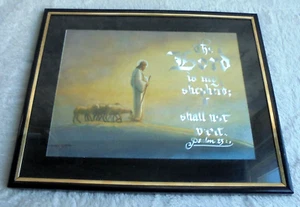 The
Lord
is my
shepherd;
I
shall not
want.
Psalm 23:1